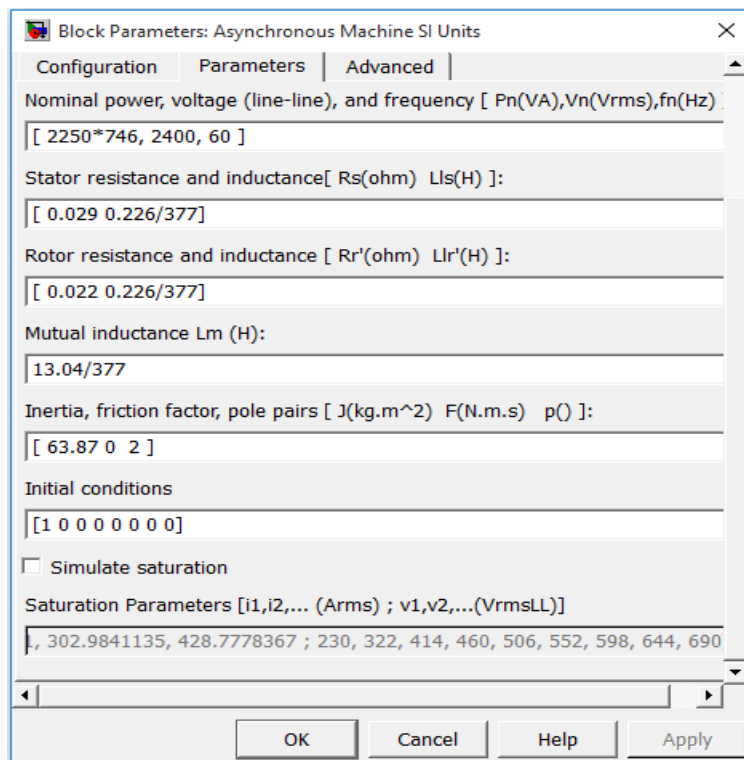 Block Parameters: Asynchronous Machine SI Units
Configuration Parameters Advanced
Nominal power, voltage (line-line), and frequency [ Pn(VA),Vn(Vrms),fn(Hz) ]
[ 2250*746, 2400, 60 ]
Stator resistance and inductance[ Rs(ohm) Lls(H) ]:
[ 0.029 0.226/377]
Rotor resistance and inductance [ Rr'(ohm) Llr'(H) ]:
[ 0.022 0.226/377]
Mutual inductance Lm (H):
13.04/377
Inertia, friction factor, pole pairs [ J(kg.m^2) F(N.m.s) p() ]:
[ 63.87 0 2 ]
Initial conditions
[1 0 0 0 0 0 0 0]
Simulate saturation
Saturation Parameters [i1,i2,... (Arms) ; v1,v2,...(VrmsLL)]
1, 302.9841135, 428.7778367 ; 230, 322, 414, 460, 506, 552, 598, 644, 690
OK Cancel Help Apply